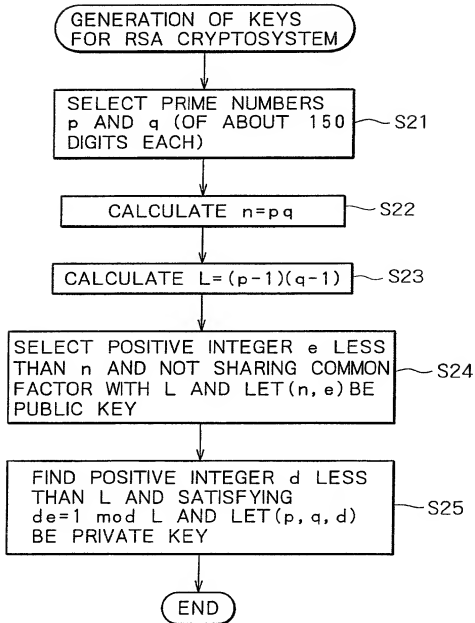 GENERATION OF KEYS
FOR RSA CRYPTOSYSTEM
SELECT PRIME NUMBERS
p AND q (OF ABOUT 150
DIGITS EACH)
S21
CALCULATE n=pq
S22
CALCULATE L=(p-1)(q-1)
S23
SELECT POSITIVE INTEGER e LESS
THAN n AND NOT SHARING COMMON
FACTOR WITH L AND LET(n,e)BE
PUBLIC KEY
S24
FIND POSITIVE INTEGER d LESS
THAN L AND SATISFYING
de=1 mod L AND LET(p,q,d)
BE PRIVATE KEY
S25
END